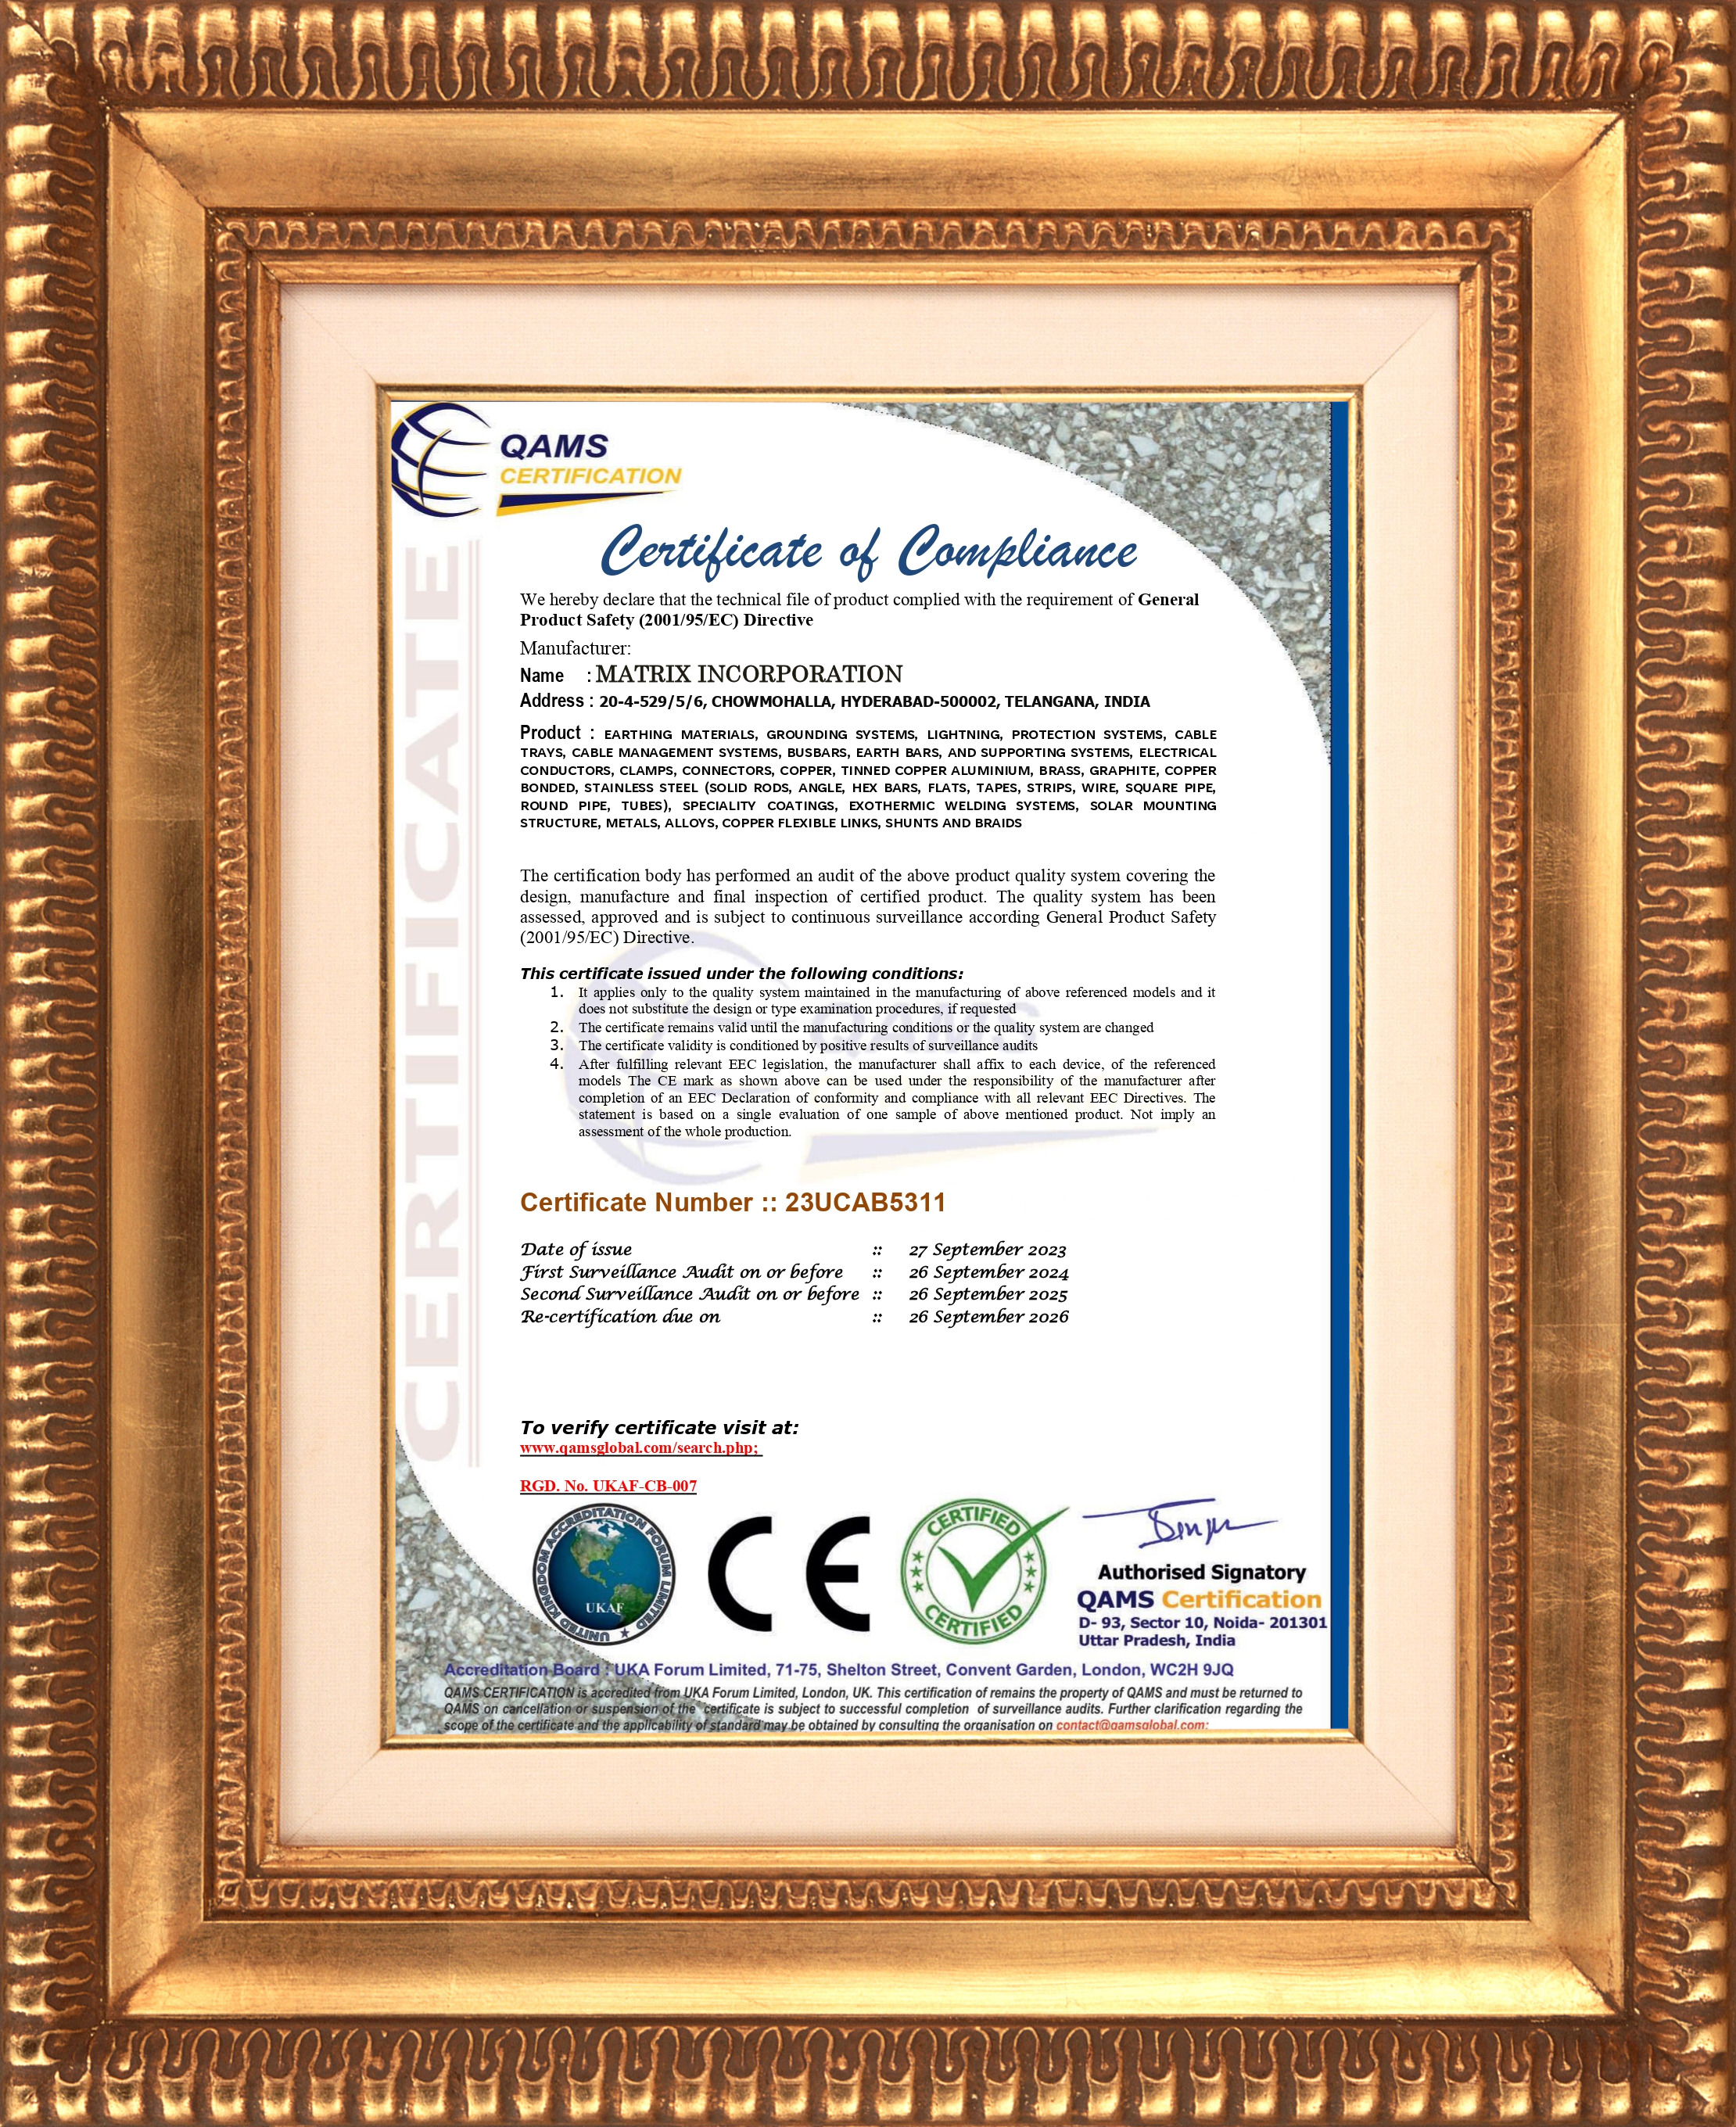 QAMS
CERTIFICATION
CERTIFICATE
Certificate of Compliance
We hereby declare that the technical file of product complied with the requirement of General
Product Safety (2001/95/EC) Directive
Manufacturer:
Name : MATRIX INCORPORATION
Address : 20-4-529/5/6, CHOWMOHALLA, HYDERABAD-500002, TELANGANA, INDIA
Product : EARTHING MATERIALS, GROUNDING SYSTEMS, LIGHTNING, PROTECTION SYSTEMS, CABLE
TRAYS, CABLE MANAGEMENT SYSTEMS, BUSBARS, EARTH BARS, AND SUPPORTING SYSTEMS, ELECTRICAL
CONDUCTORS, CLAMPS, CONNECTORS, COPPER, TINNED COPPER ALUMINIUM, BRASS, GRAPHITE, COPPER
BONDED, STAINLESS STEEL (SOLID RODS, ANGLE, HEX BARS, FLATS, TAPES, STRIPS, WIRE, SQUARE PIPE,
ROUND PIPE, TUBES), SPECIALITY COATINGS, EXOTHERMIC WELDING SYSTEMS, SOLAR MOUNTING
STRUCTURE, METALS, ALLOYS, COPPER FLEXIBLE LINKS, SHUNTS AND BRAIDS
The certification body has performed an audit of the above product quality system covering the
design, manufacture and final inspection of certified product. The quality system has been
assessed, approved and is subject to continuous surveillance according General Product Safety
(2001/95/EC) Directive.
This certificate issued under the following conditions:
1. It applies only to the quality system maintained in the manufacturing of above referenced models and it
does not substitute the design or type examination procedures, if requested
2. The certificate remains valid until the manufacturing conditions or the quality system are changed
3. The certificate validity is conditioned by positive results of surveillance audits
4. After fulfilling relevant EEC legislation, the manufacturer shall affix to each device, of the referenced
models The CE mark as shown above can be used under the responsibility of the manufacturer after
completion of an EEC Declaration of conformity and compliance with all relevant EEC Directives. The
statement is based on a single evaluation of one sample of above mentioned product. Not imply an
assessment of the whole production.
Certificate Number :: 23UCAB5311
Date of issue :: 27 September 2023
First Surveillance Audit on or before :: 26 September 2024
Second Surveillance Audit on or before :: 26 September 2025
Re-certification due on :: 26 September 2026
To verify certificate visit at:
www.qamsglobal.com/search.php;
RGD. No. UKAF-CB-007
UNITED KINGDOM ACCREDITATION FORUM LIMITED
UKAF
CE
CERTIFIED
CERTIFIED
Authorised Signatory
QAMS Certification
D- 93, Sector 10, Noida- 201301
Uttar Pradesh, India
Accreditation Board : UKA Forum Limited, 71-75, Shelton Street, Convent Garden, London, WC2H 9JQ
QAMS CERTIFICATION is accredited from UKA Forum Limited, London, UK. This certification of remains the property of QAMS and must be returned to
QAMS on cancellation or suspension of the certificate is subject to successful completion of surveillance audits. Further clarification regarding the
scope of the certificate and the applicability of standard may be obtained by consulting the organisation on contact@qamsglobal.com;